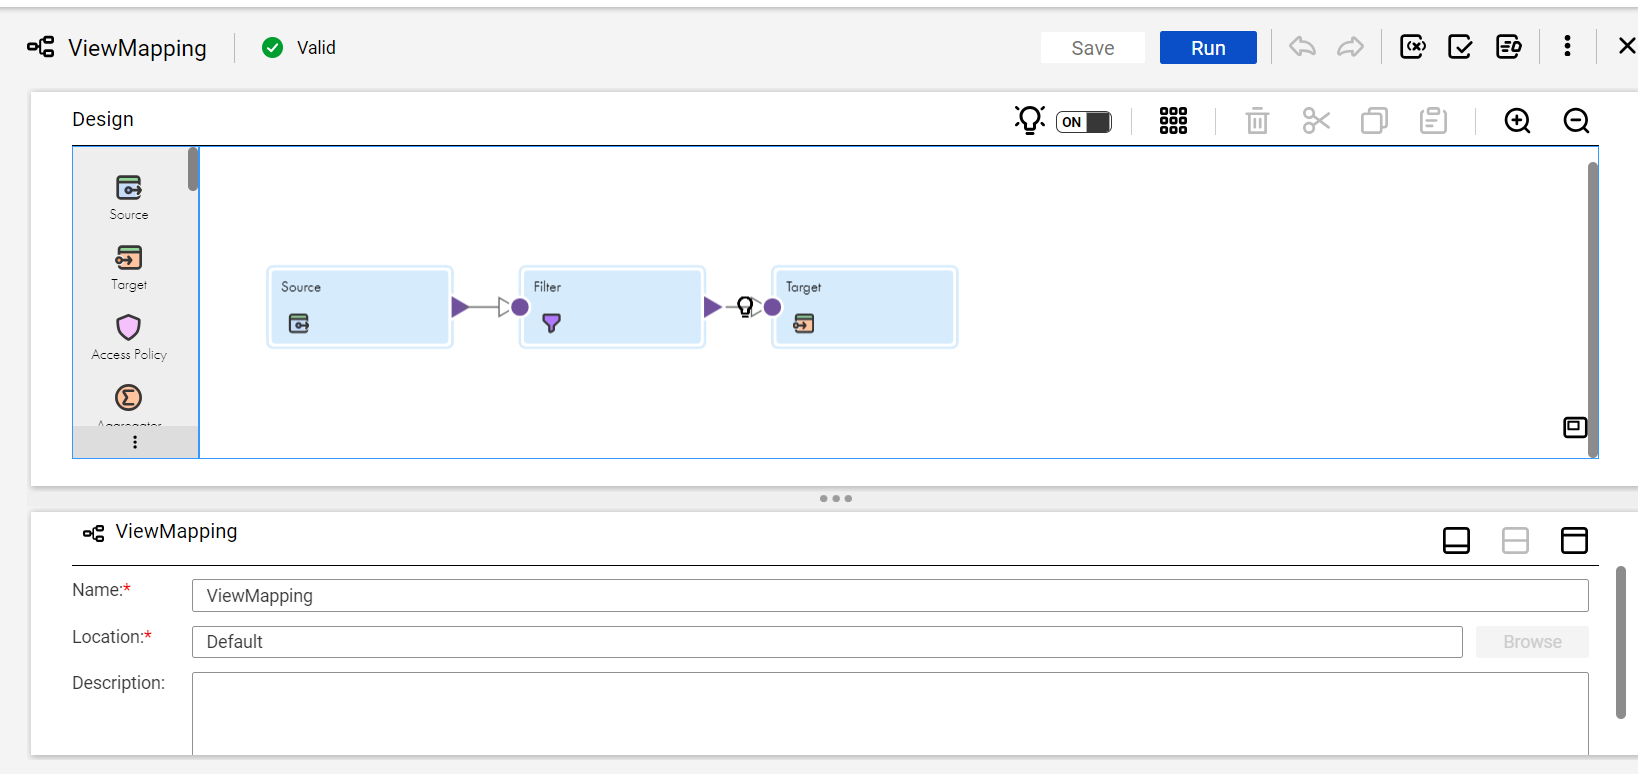 ViewMapping
Valid
Save
Run
Design
ON
Source
Target
Access Policy
Aggregator
Source
Filter
Target
ViewMapping
Name:*
ViewMapping
Location:*
Default
Browse
Description: